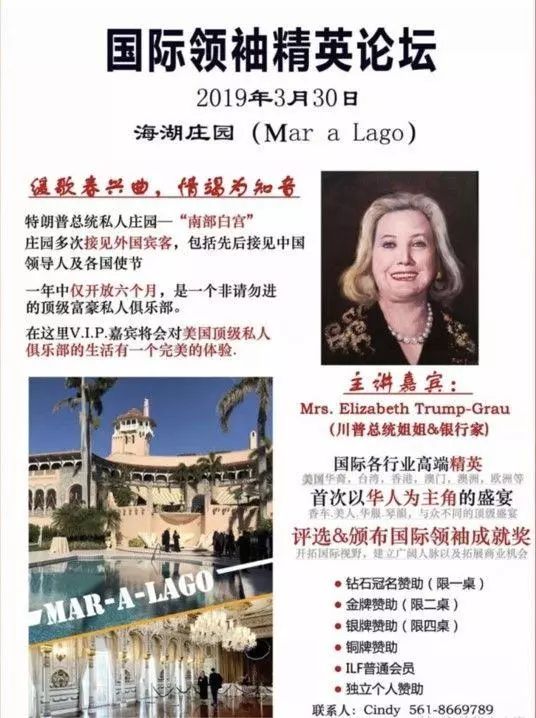 国际领袖精英论坛
2019年3月30日
海湖庄园（Mar a Lago）
缊歌春兴曲，情竭为知音
特朗普总统私人庄园—“南部白宫”
庄园多次接见外国宾客，包括先后接见中国
领导人及各国使节
一年中仅开放六个月，是一个非请勿进
的顶级富豪私人俱乐部。
在这里V.I.P.嘉宾将会对美国顶级私人
俱乐部的生活有一个完美的体验.
MAR-A-LAGO
主讲嘉宾：
Mrs. Elizabeth Trump-Grau
(川普总统姐姐&银行家)
国际各行业高端精英
美国华裔，台湾，香港，澳门，澳洲，欧洲等
首次以华人为主角的盛宴
香车.美人.华服.琴韻，与众不同的顶级盛宴
评选&颁布国际领袖成就奖
开拓国际视野，建立广阔人脉以及拓展商业机会
• 钻石冠名赞助（限一桌）
• 金牌赞助（限二桌）
• 银牌赞助（限四桌）
• 铜牌赞助
• ILF普通会员
• 独立个人赞助
联系人：Cindy 561-8669789